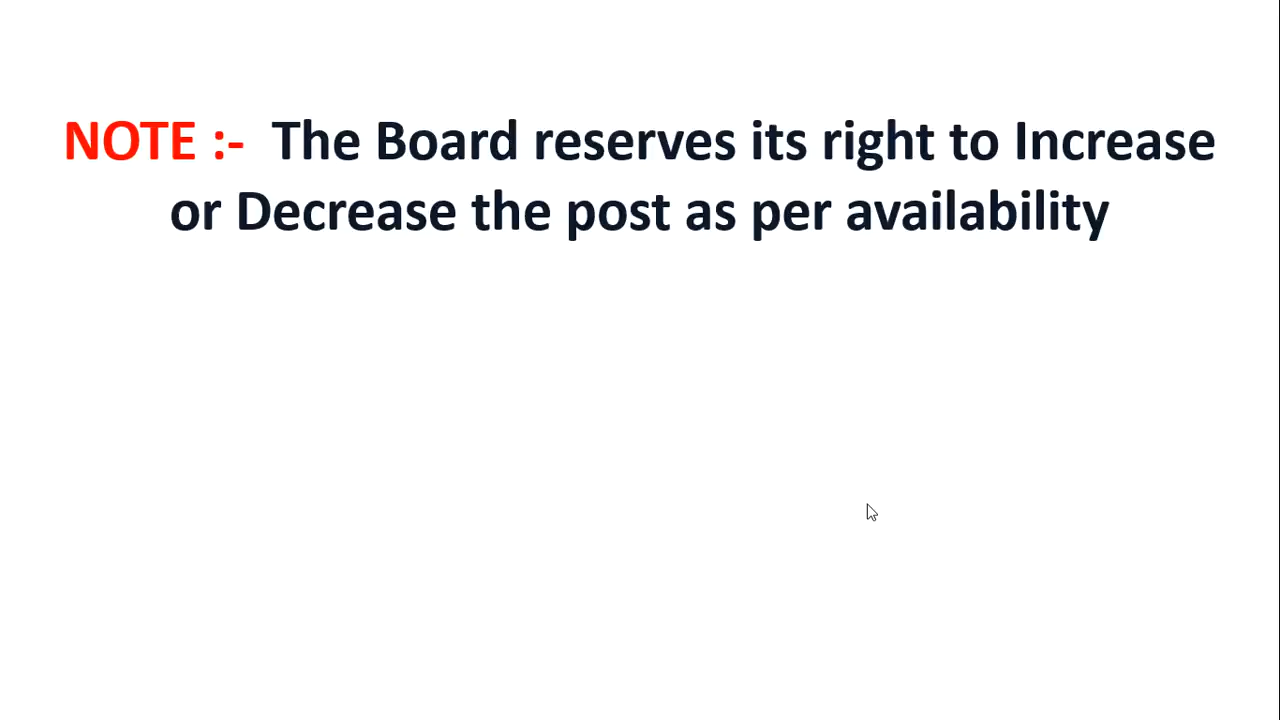 NOTE :-  The Board reserves its right to Increase
or Decrease the post as per availability